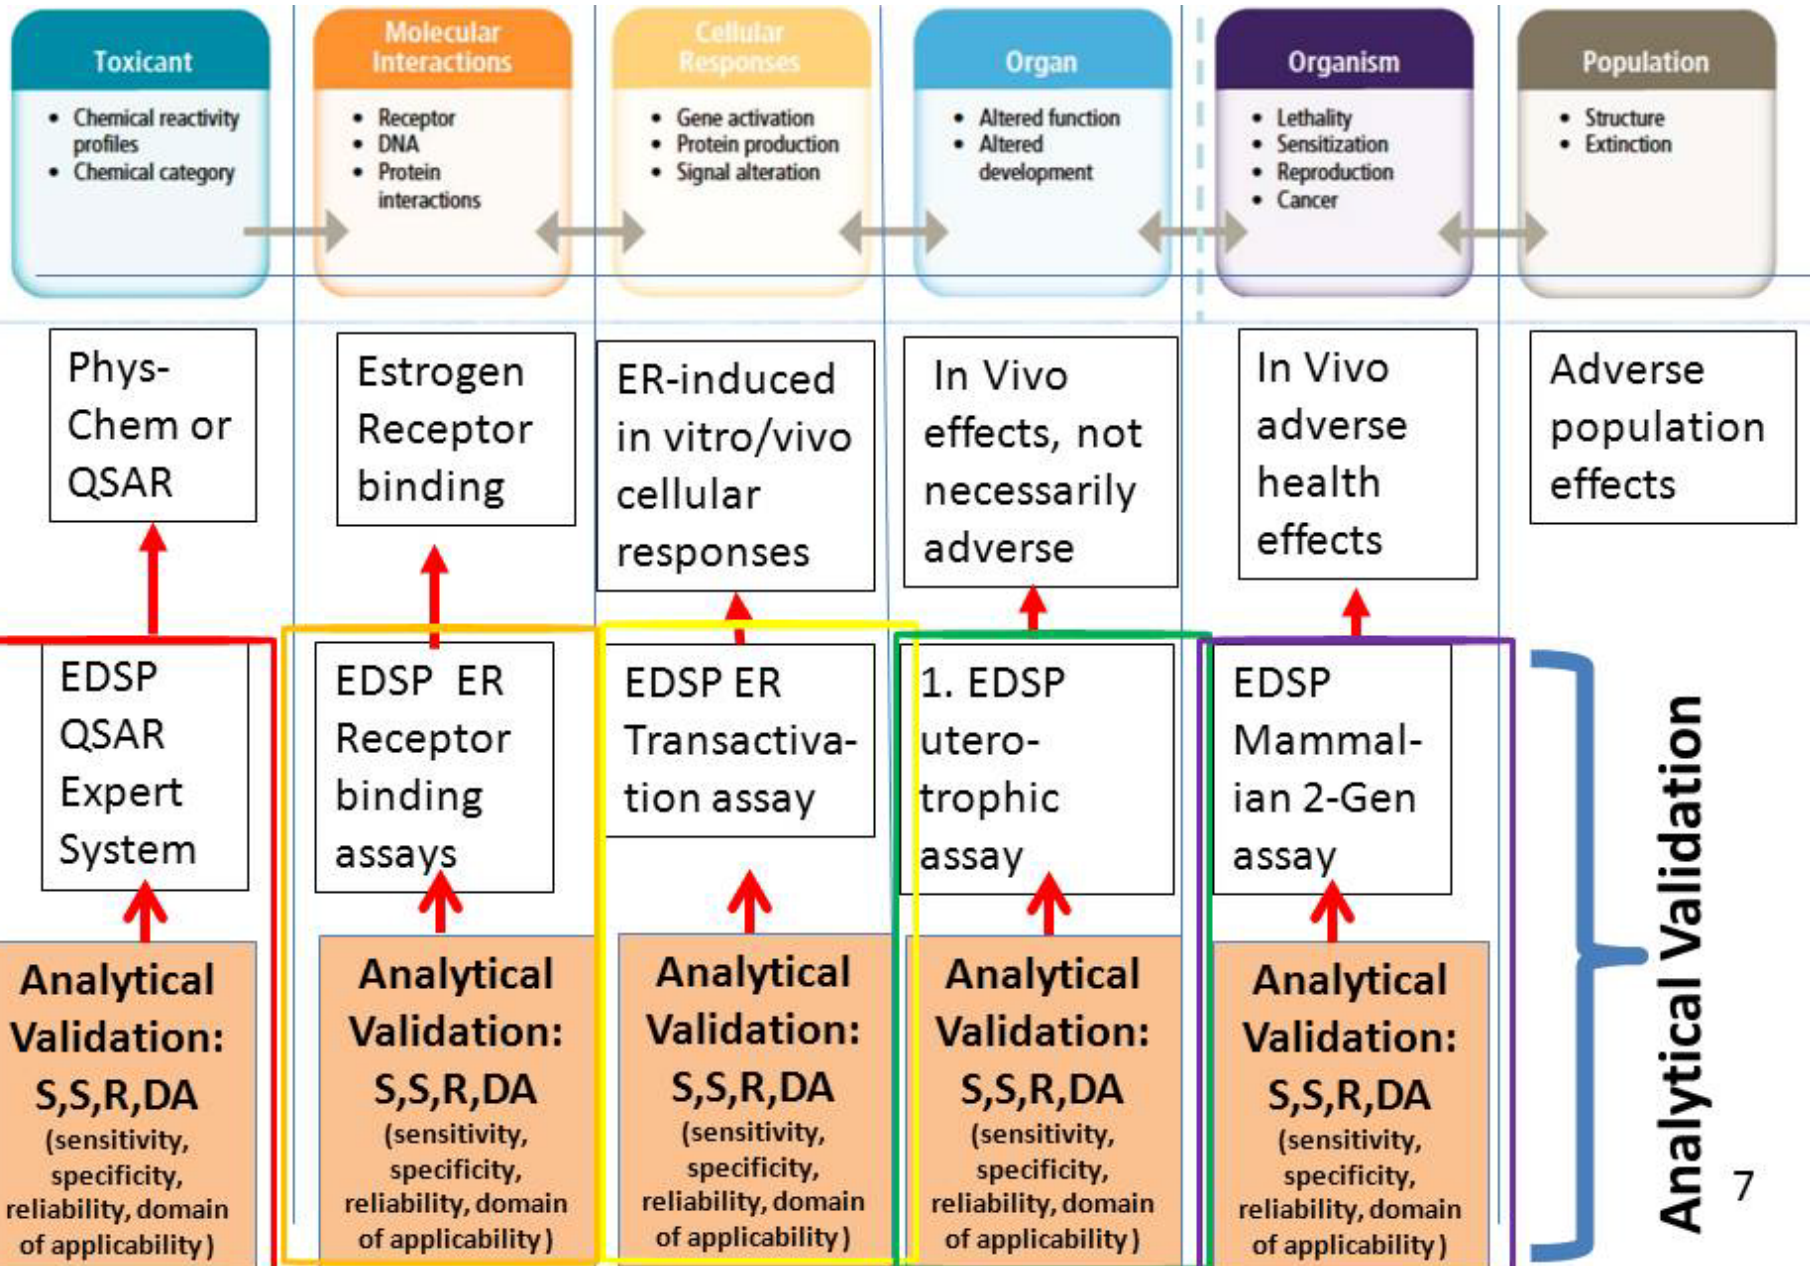 Toxicant
• Chemical reactivity
profiles
• Chemical category
Molecular
Interactions
• Receptor
• DNA
• Protein
interactions
Cellular
Responses
• Gene activation
• Protein production
• Signal alteration
Organ
• Altered function
• Altered
development
Organism
• Lethality
• Sensitization
• Reproduction
• Cancer
Population
• Structure
• Extinction
Phys-
Chem or
QSAR
Estrogen
Receptor
binding
ER-induced
in vitro/vivo
cellular
responses
In Vivo
effects, not
necessarily
adverse
In Vivo
adverse
health
effects
Adverse
population
effects
EDSP
QSAR
Expert
System
EDSP ER
Receptor
binding
assays
EDSP ER
Transactiva-
tion assay
1. EDSP
utero-
trophic
assay
EDSP
Mammal-
ian 2-Gen
assay
Analytical
Validation:
S,S,R,DA
(sensitivity,
specificity,
reliability, domain
of applicability)
Analytical
Validation:
S,S,R,DA
(sensitivity,
specificity,
reliability, domain
of applicability)
Analytical
Validation:
S,S,R,DA
(sensitivity,
specificity,
reliability, domain
of applicability)
Analytical
Validation:
S,S,R,DA
(sensitivity,
specificity,
reliability, domain
of applicability)
Analytical
Validation:
S,S,R,DA
(sensitivity,
specificity,
reliability, domain
of applicability)
Analytical Validation
7